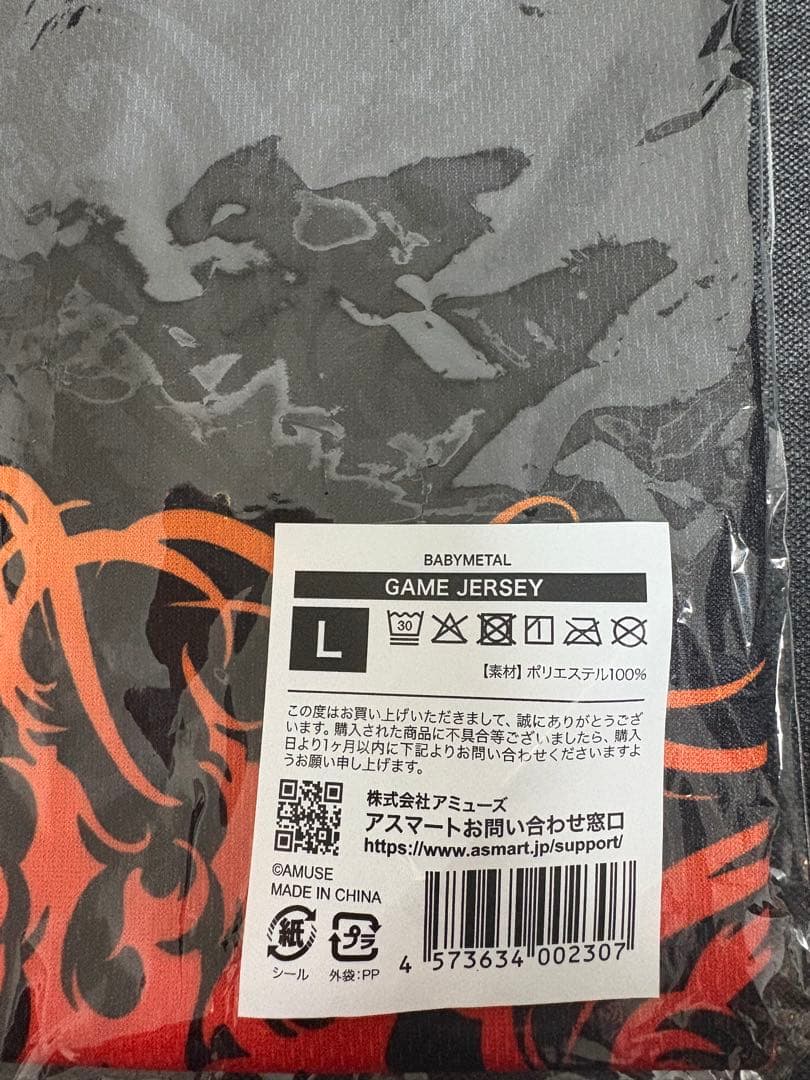 BABYMETAL
GAME JERSEY
L
30
【素材】ポリエステル100%
この度はお買い上げいただきまして、誠にありがとうござ
います。購入された商品に不具合等ございましたら、購入
日より1ヶ月以内に下記よりお問い合わせくださいますよ
うお願い申し上げます。
株式会社アミューズ
アスマートお問い合わせ窓口
https://www.asmart.jp/support/
©AMUSE
MADE IN CHINA
紙
プラ
シール
外袋:PP
4 573634 002307